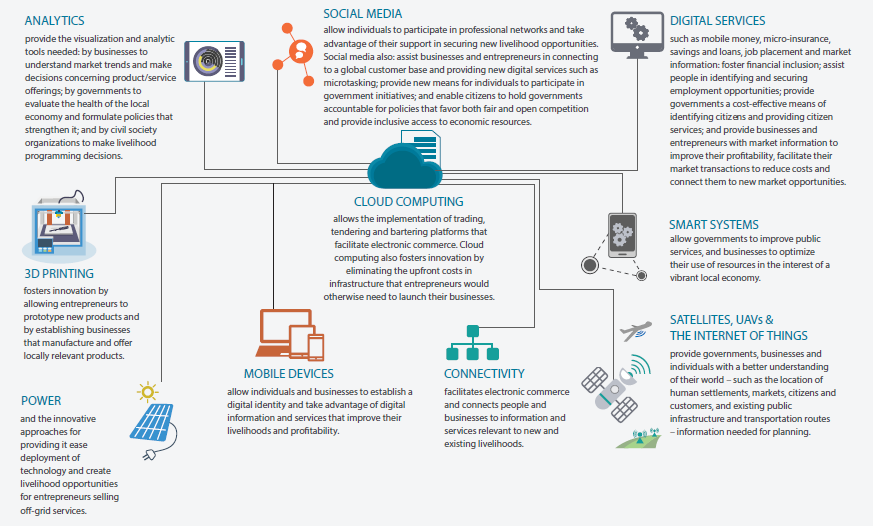 ANALYTICS
provide the visualization and analytic
tools needed: by businesses to
understand market trends and make
decisions concerning product/service
offerings; by governments to
evaluate the health of the local
economy and formulate policies that
strengthen it; and by civil society
organizations to make livelihood
programming decisions.
SOCIAL MEDIA
allow individuals to participate in professional networks and take
advantage of their support in securing new livelihood opportunities.
Social media also: assist businesses and entrepreneurs in connecting
to a global customer base and providing new digital services such as
microtasking; provide new means for individuals to participate in
government initiatives; and enable citizens to hold governments
accountable for policies that favor both fair and open competition
and provide inclusive access to economic resources.
DIGITAL SERVICES
such as mobile money, micro-insurance,
savings and loans, job placement and market
information: foster financial inclusion; assist
people in identifying and securing
employment opportunities; provide
governments a cost-effective means of
identifying citizens and providing citizen
services; and provide businesses and
entrepreneurs with market information to
improve their profitability, facilitate their
market transactions to reduce costs and
connect them to new market opportunities.
CLOUD COMPUTING
allows the implementation of trading,
tendering and bartering platforms that
facilitate electronic commerce. Cloud
computing also fosters innovation by
eliminating the upfront costs in
infrastructure that entrepreneurs would
otherwise need to launch their businesses.
3D PRINTING
fosters innovation by
allowing entrepreneurs to
prototype new products and
by establishing businesses
that manufacture and offer
locally relevant products.
SMART SYSTEMS
allow governments to improve public
services, and businesses to optimize
their use of resources in the interest of a
vibrant local economy.
POWER
and the innovative
approaches for
providing it ease
deployment of
technology and create
livelihood opportunities
for entrepreneurs selling
off-grid services.
MOBILE DEVICES
allow individuals and businesses to establish a
digital identity and take advantage of digital
information and services that improve their
livelihoods and profitability.
CONNECTIVITY
facilitates electronic commerce
and connects people and
businesses to information and
services relevant to new and
existing livelihoods.
SATELLITES, UAVs &
THE INTERNET OF THINGS
provide governments, businesses and
individuals with a better understanding
of their world – such as the location of
human settlements, markets, citizens and
customers, and existing public
infrastructure and transportation routes
– information needed for planning.